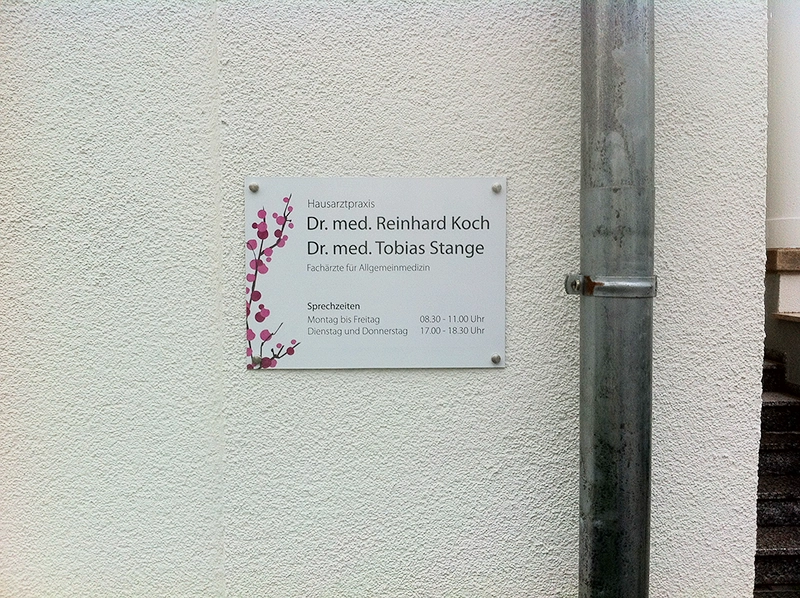 Hausarztpraxis
Dr. med. Reinhard Koch
Dr. med. Tobias Stange
Fachärzte für Allgemeinmedizin
Sprechzeiten
Montag bis Freitag 08.30 - 11.00 Uhr
Dienstag und Donnerstag 17.00 - 18.30 Uhr